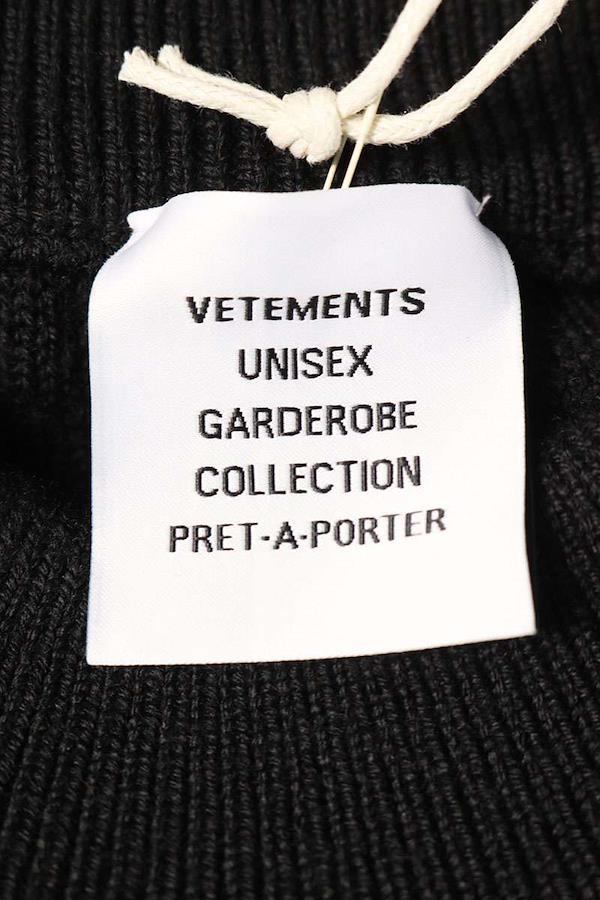 VETEMENTS
UNISEX
GARDEROBE
COLLECTION
PRET-A-PORTER